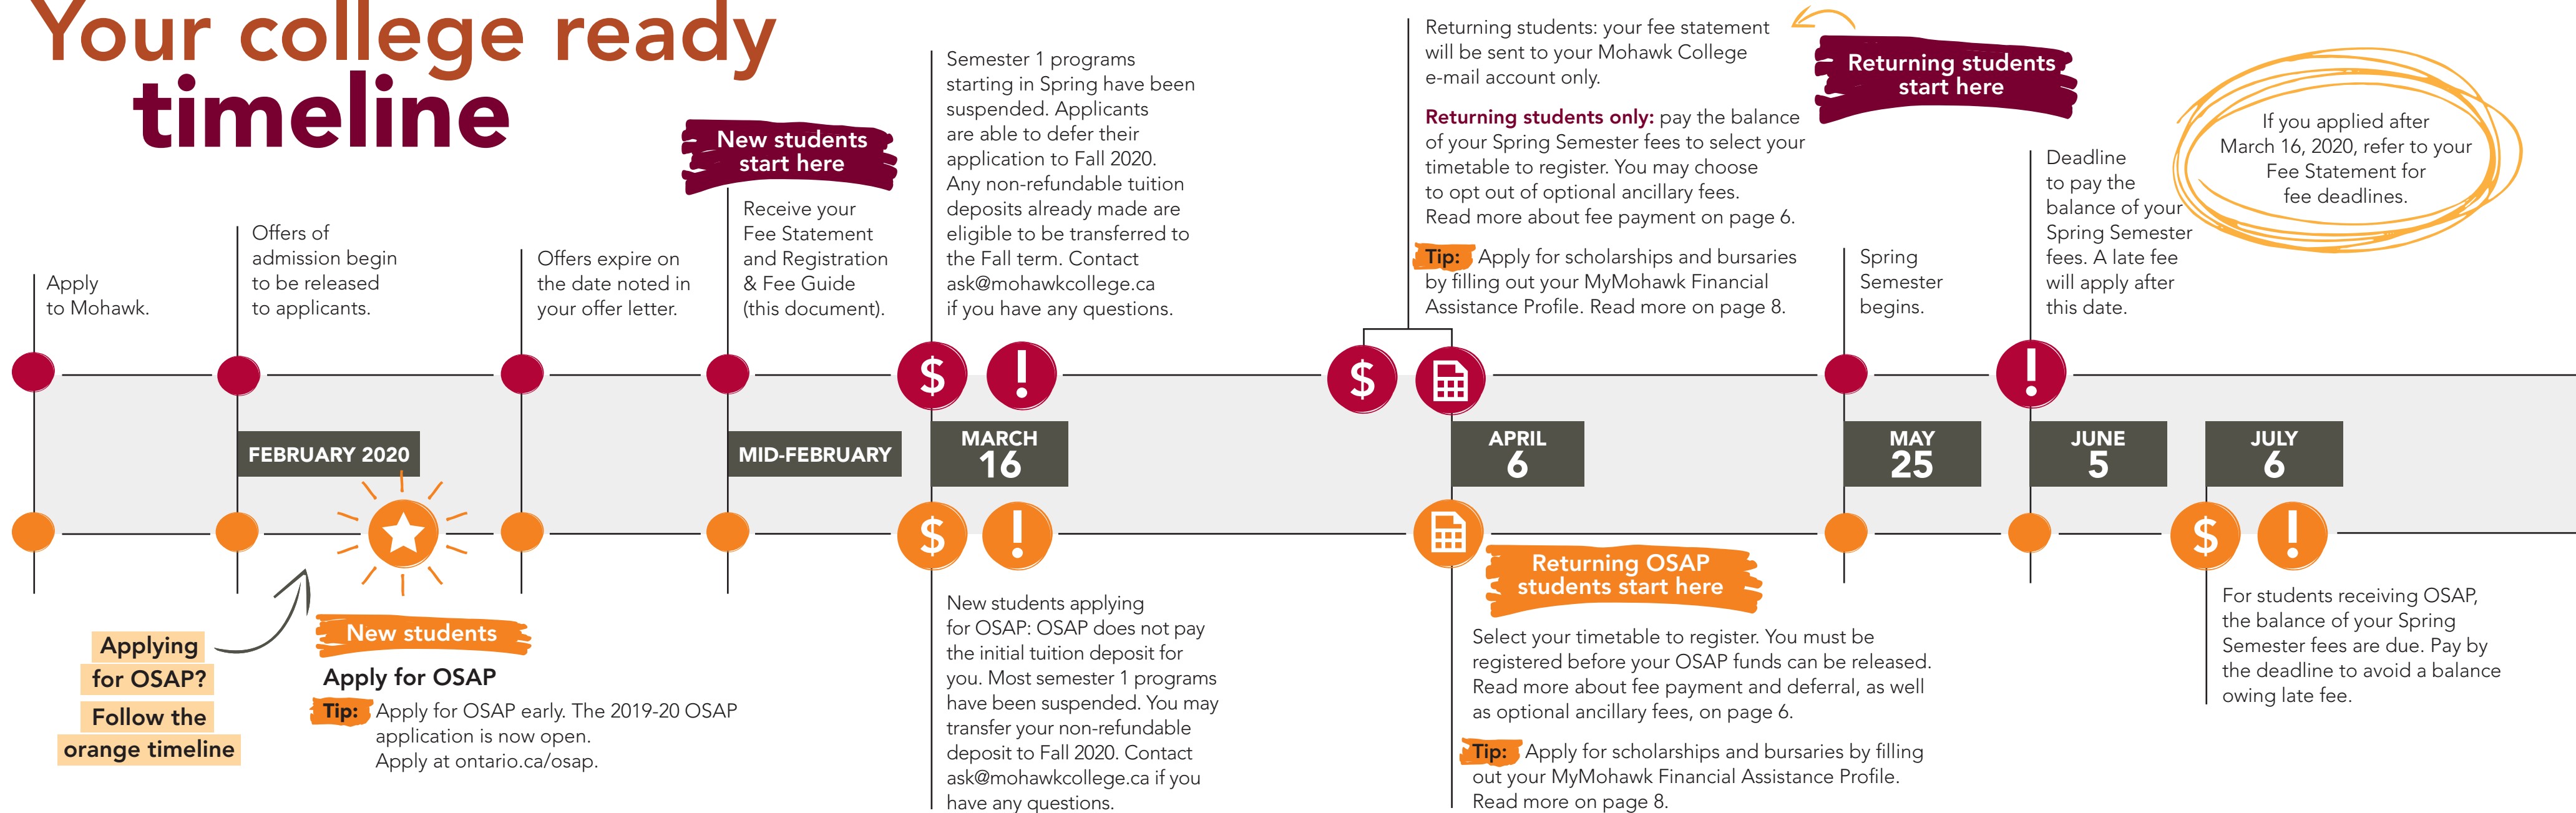 Your college ready
timeline
Apply
to Mohawk.
Offers of
admission begin
to be released
to applicants.
Offers expire on
the date noted in
your offer letter.
New students
start here
Receive your
Fee Statement
and Registration
& Fee Guide
(this document).
Semester 1 programs
starting in Spring have been
suspended. Applicants
are able to defer their
application to Fall 2020.
Any non-refundable tuition
deposits already made are
eligible to be transferred to
the Fall term. Contact
ask@mohawkcollege.ca
if you have any questions.
Returning students: your fee statement
will be sent to your Mohawk College
e-mail account only.
Returning students only: pay the balance
of your Spring Semester fees to select your
timetable to register. You may choose
to opt out of optional ancillary fees.
Read more about fee payment on page 6.
Tip: Apply for scholarships and bursaries
by filling out your MyMohawk Financial
Assistance Profile. Read more on page 8.
Returning students
start here
Spring
Semester
begins.
Deadline
to pay the
balance of your
Spring Semester
fees. A late fee
will apply after
this date.
If you applied after
March 16, 2020, refer to your
Fee Statement for
fee deadlines.
$
!
$
!
FEBRUARY 2020
MID-FEBRUARY
MARCH
16
APRIL
6
MAY
25
JUNE
5
JULY
6
$
!
$
!
Applying
for OSAP?
Follow the
orange timeline
New students
Apply for OSAP
Tip: Apply for OSAP early. The 2019-20 OSAP
application is now open.
Apply at ontario.ca/osap.
New students applying
for OSAP: OSAP does not pay
the initial tuition deposit for
you. Most semester 1 programs
have been suspended. You may
transfer your non-refundable
deposit to Fall 2020. Contact
ask@mohawkcollege.ca if you
have any questions.
Returning OSAP
students start here
Select your timetable to register. You must be
registered before your OSAP funds can be released.
Read more about fee payment and deferral, as well
as optional ancillary fees, on page 6.
Tip: Apply for scholarships and bursaries by filling
out your MyMohawk Financial Assistance Profile.
Read more on page 8.
For students receiving OSAP,
the balance of your Spring
Semester fees are due. Pay by
the deadline to avoid a balance
owing late fee.